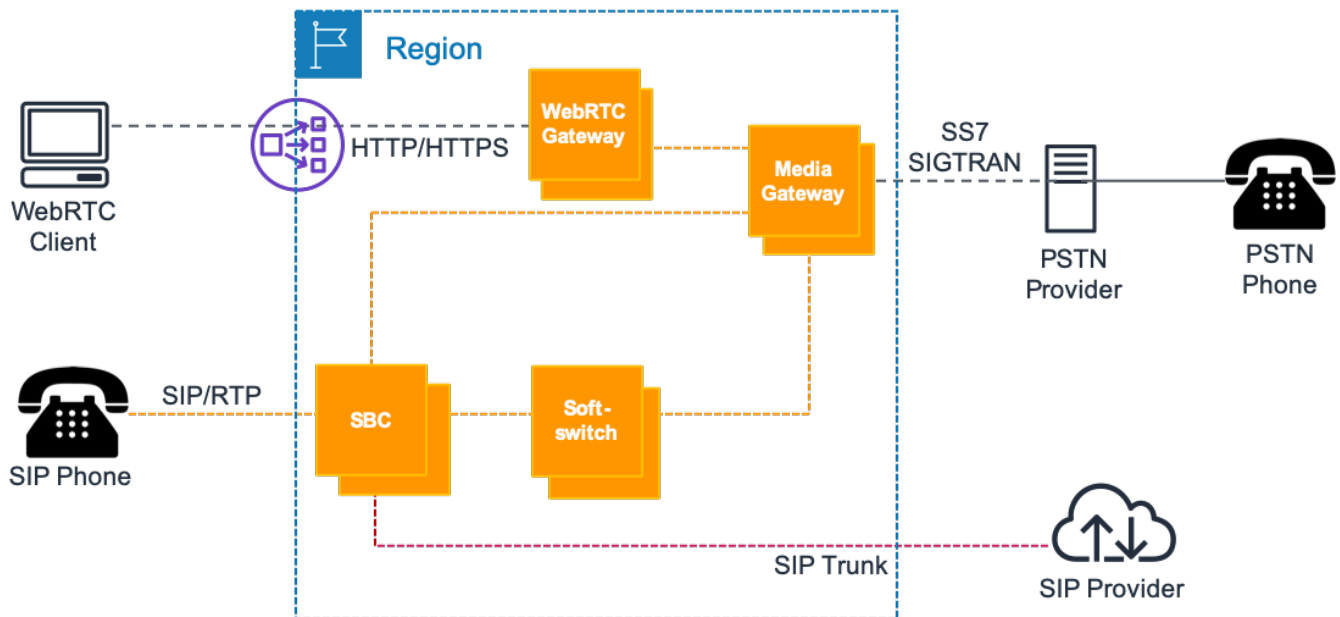 Region
WebRTC
Gateway
HTTP/HTTPS
WebRTC
Client
Media
Gateway
SS7
SIGTRAN
PSTN
Provider
PSTN
Phone
SIP/RTP
SIP Phone
SBC
Soft-
switch
SIP Trunk
SIP Provider